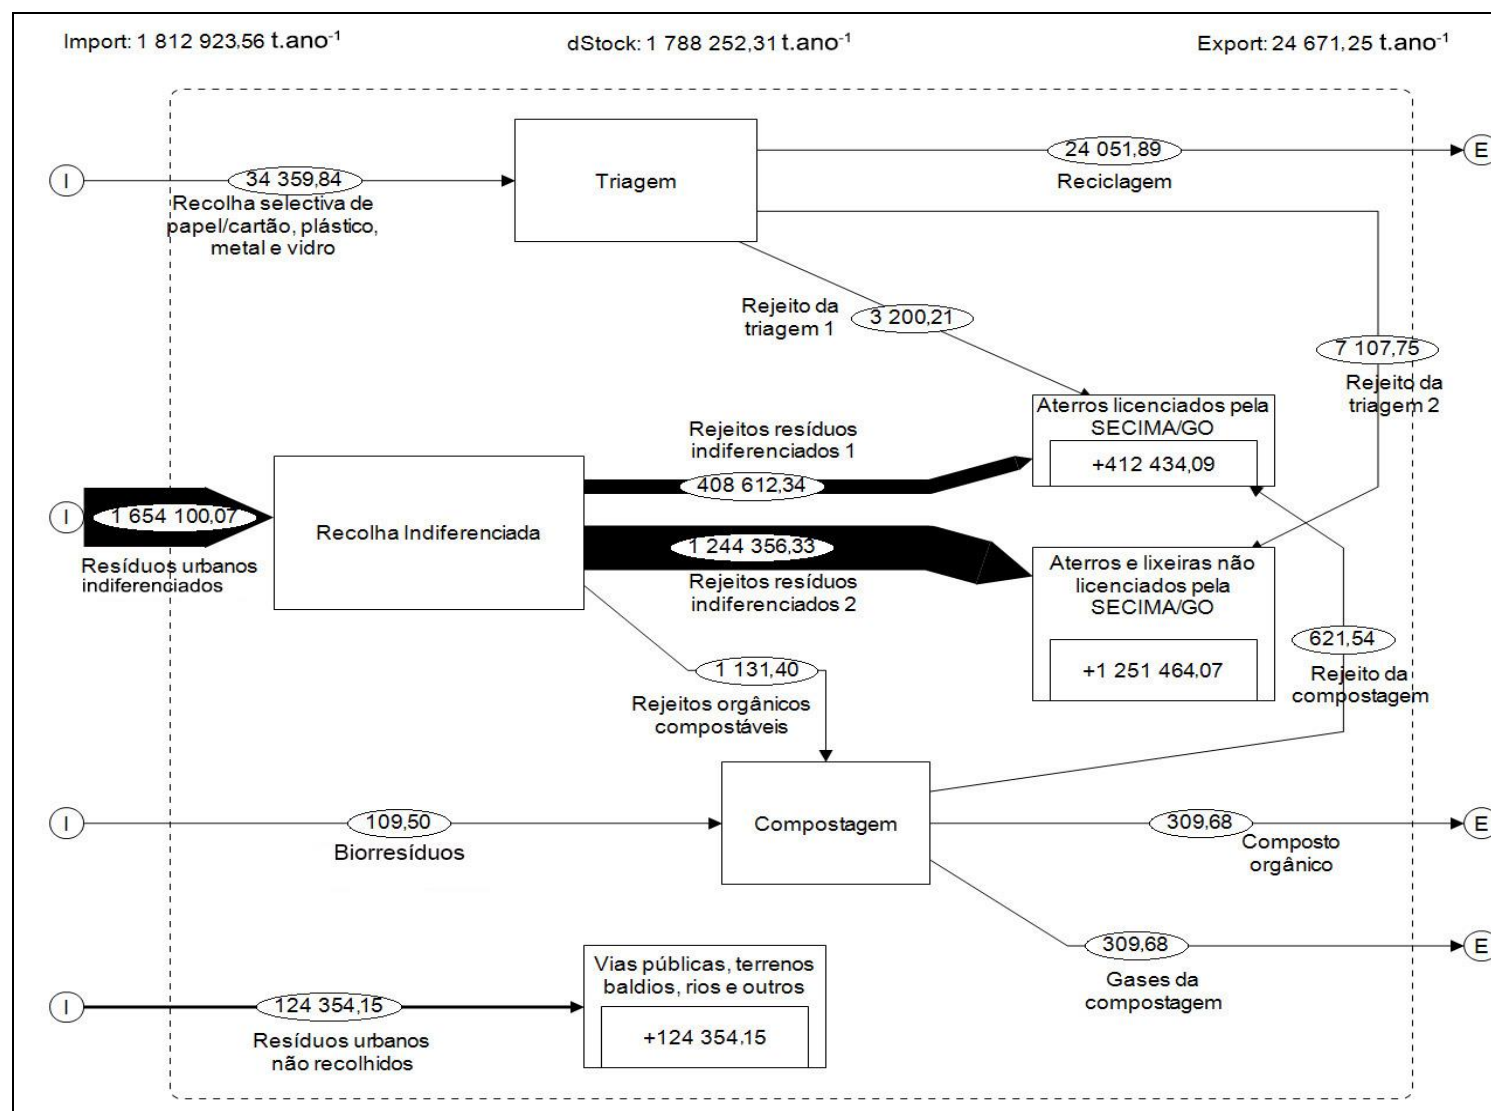 Import: 1 812 923,56 t.ano-1
dStock: 1 788 252,31 t.ano-1
Export: 24 671,25 t.ano-1
I
34 359,84
Recolha selectiva de
papel/cartão, plástico,
metal e vidro
Triagem
24 051,89
Reciclagem
E
Rejeito da
triagem 1
3 200,21
7 107,75
Rejeito da
triagem 2
Aterros licenciados pela
SECIMA/GO
+412 434,09
I
1 654 100,07
Resíduos urbanos
indiferenciados
Recolha Indiferenciada
Rejeitos resíduos
indiferenciados 1
408 612,34
1 244 356,33
Rejeitos resíduos
indiferenciados 2
Aterros e lixeiras não
licenciados pela
SECIMA/GO
+1 251 464,07
621,54
Rejeito da
compostagem
1 131,40
Rejeitos orgânicos
compostáveis
I
109,50
Biorresíduos
Compostagem
309,68
Composto
orgânico
E
309,68
Gases da
compostagem
E
I
124 354,15
Resíduos urbanos
não recolhidos
Vias públicas, terrenos
baldios, rios e outros
+124 354,15